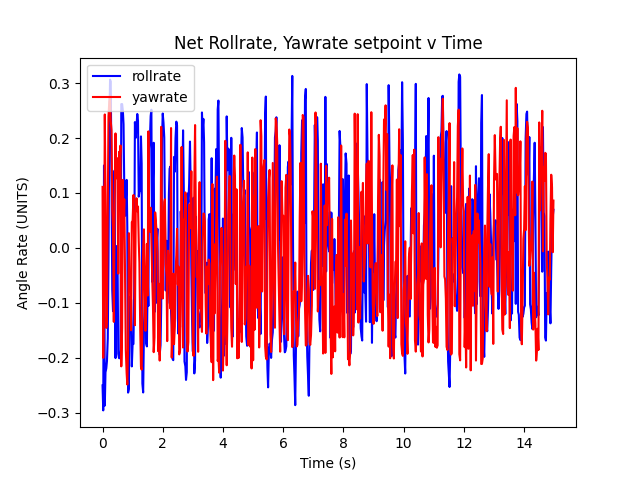 Net Rollrate, Yawrate setpoint v Time
rollrate
yawrate
Angle Rate (UNITS)
0.3
0.2
0.1
0.0
−0.1
−0.2
−0.3
0 2 4 6 8 10 12 14
Time (s)